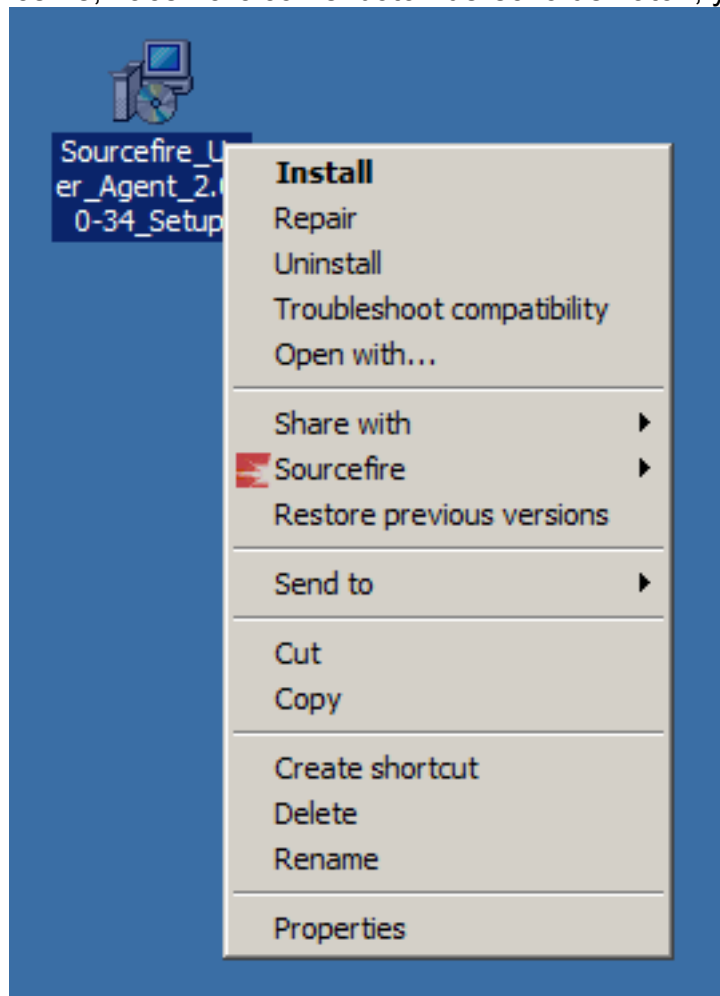 Sourcefire_U
er_Agent_2.
0-34_Setup
Install
Repair
Uninstall
Troubleshoot compatibility
Open with...
Share with
Sourcefire
Restore previous versions
Send to
Cut
Copy
Create shortcut
Delete
Rename
Properties